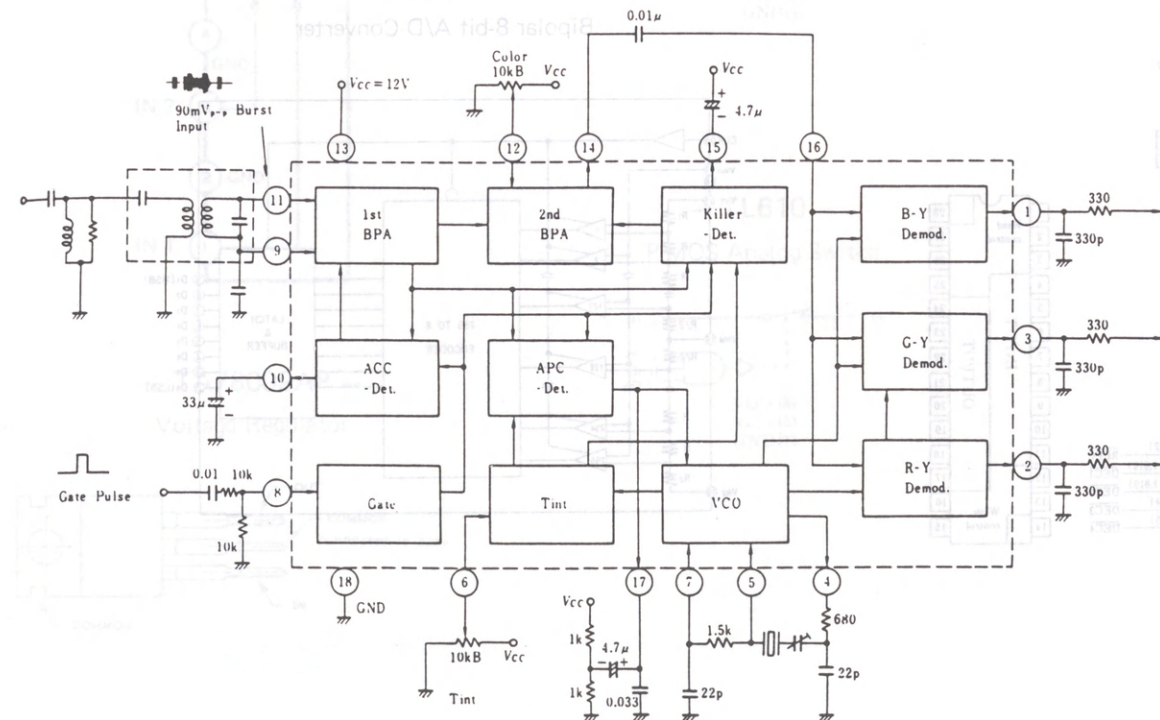 0.01μ
Color
10kB
Vcc
Vcc
Vcc = 12V
+
4.7μ
-
90mVp-p Burst
Input
13
12
14
15
16
11
1st
BPA
2nd
BPA
Killer
-Det.
B-Y
Demod.
1
330
330p
9
ACC
-Det.
APC
-Det.
G-Y
Demod.
3
330
330p
10
33μ
+
-
R-Y
Demod.
2
330
330p
Gate Pulse
0.01
10k
8
10k
Gate
Tint
VCO
18
GND
6
17
7
5
4
10kB
Vcc
Tint
Vcc
1k
4.7μ
-
+
1k
0.033
1.5k
22p
680
22p
Bipolar 8-bit A/D Converter